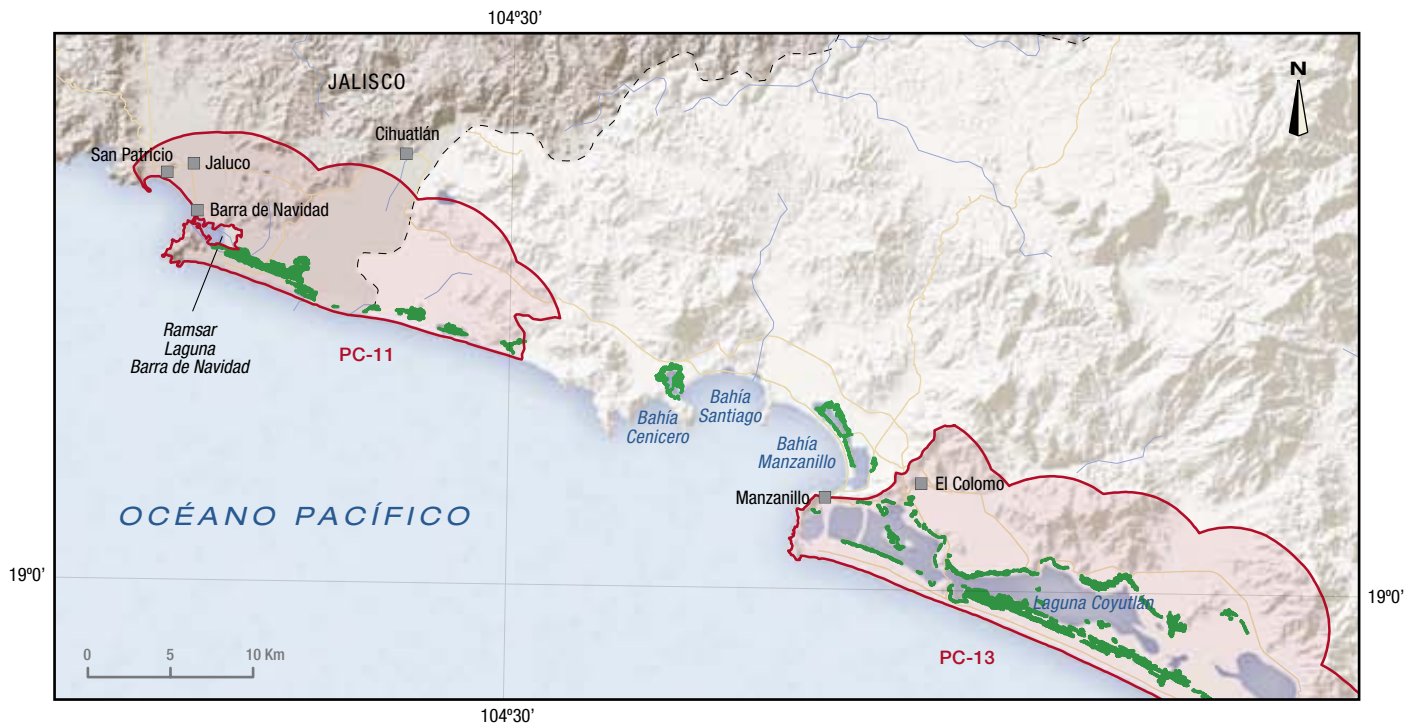 104º30'
JALISCO
N
Cihuatlán
San Patricio
Jaluco
Barra de Navidad
Ramsar
Laguna
Barra de Navidad
PC-11
Bahía
Cenicero
Bahía
Santiago
Bahía
Manzanillo
Manzanillo
El Colomo
OCÉANO PACÍFICO
19º0'
19º0'
Laguna Coyutlán
PC-13
0 5 10 Km
104º30'